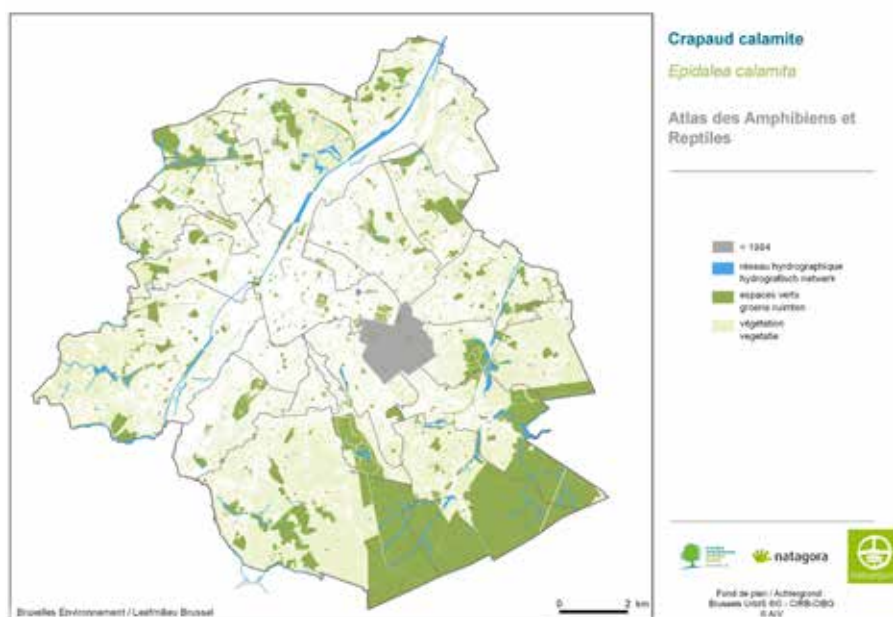 Crapaud calamite
Epidalea calamita
Atlas des Amphibiens et
Reptiles
< 1984
réseau hydrographique
hydrografisch netwerk
espaces verts
groene ruimten
végétation
vegetatie
natagora
Fond de plan / Achtergrond
Brussels UrbIS ®© - CIRB-CIBG
Bruxelles Environnement / Leefmilieu Brussel
0 2 km